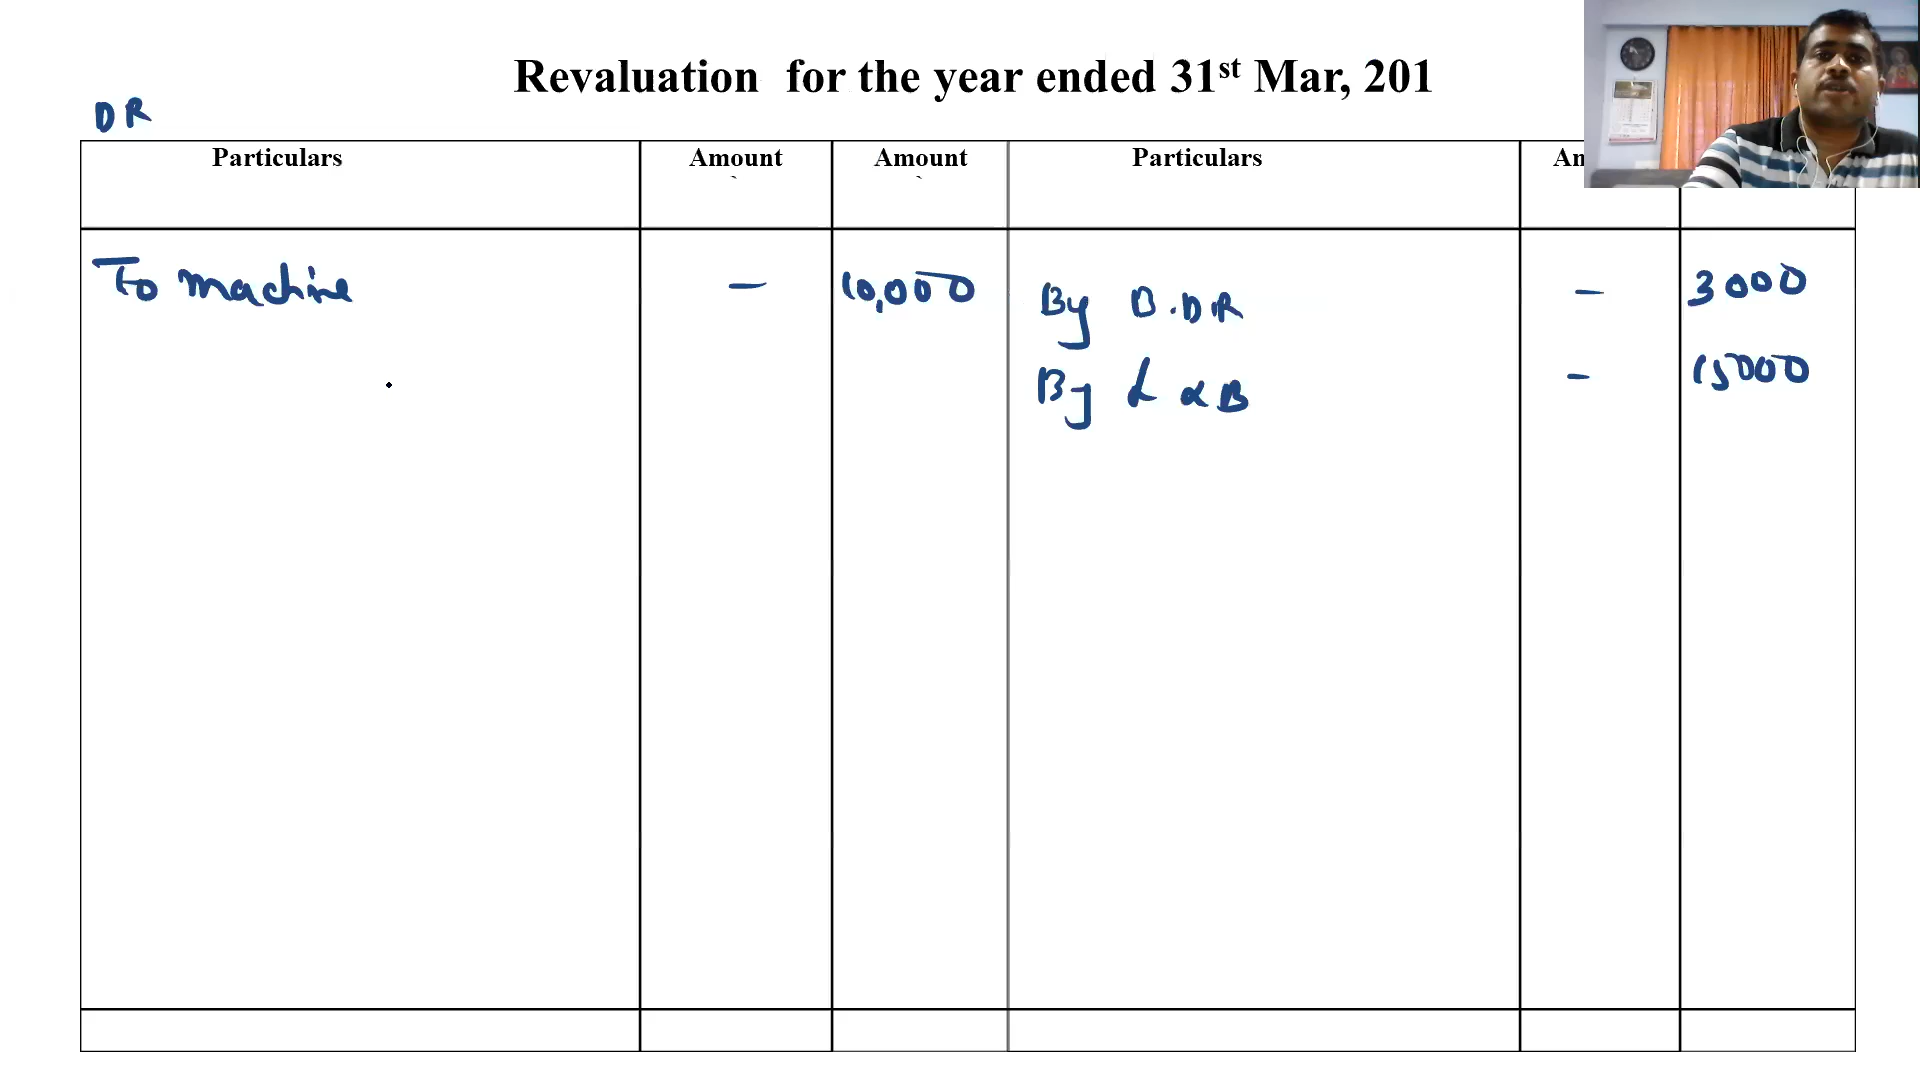 Revaluation for the year ended 31st Mar, 201
DR
Particulars Amount Amount Particulars An
To machine - 10,000 By B.DR - 3000
By L & B - 15000